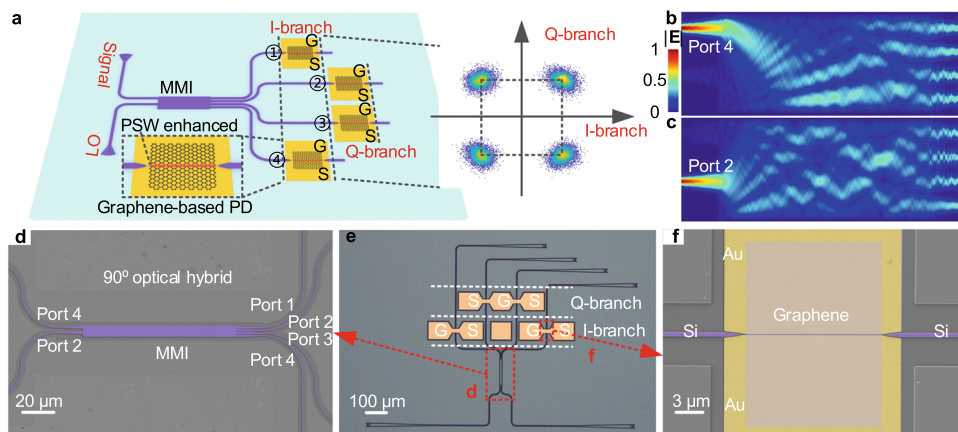 a
I-branch
Signal
MMI
LO
PSW enhanced
Graphene-based PD
① G
S
② G
S
③ G
S
④ G
S
Q-branch
Q-branch
I-branch
b
|E|
1
0.5
0
Port 4
c
Port 2
d
90º optical hybrid
Port 4
Port 2
MMI
Port 1
Port 2
Port 3
Port 4
20 μm
e
S G S
Q-branch
G S G S
I-branch
d
f
100 μm
f
Au
Graphene
Si
Si
Au
3 μm